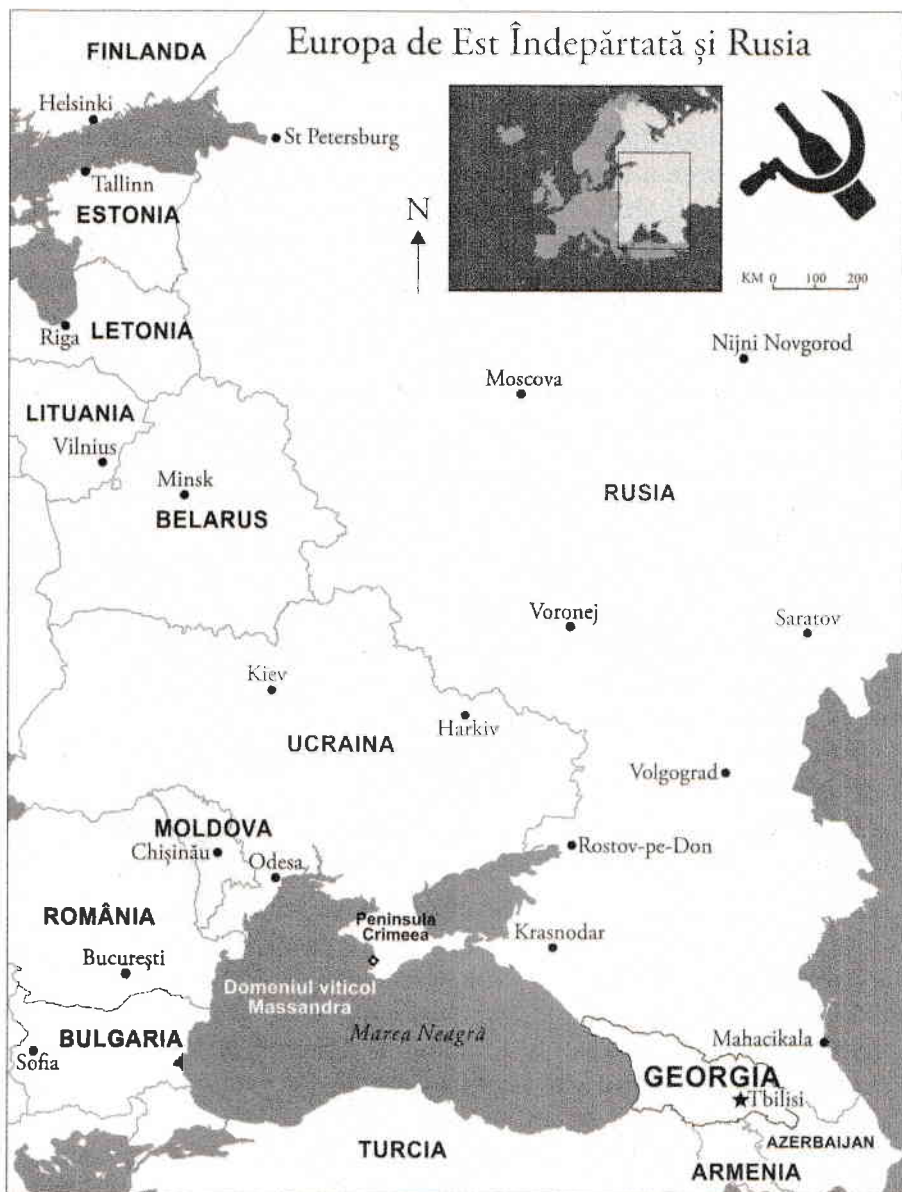 Europa de Est Îndepărtată și Rusia
FINLANDA
Helsinki
St Petersburg
Tallinn
ESTONIA
N
KM 0 100 200
Riga
LETONIA
Nijni Novgorod
Moscova
LITUANIA
Vilnius
Minsk
BELARUS
RUSIA
Voronej
Saratov
Kiev
Harkiv
UCRAINA
Volgograd
MOLDOVA
Chișinău
Odesa
Rostov-pe-Don
ROMÂNIA
Peninsula
Crimeea
Krasnodar
București
Domeniul viticol
Massandra
Marea Neagră
BULGARIA
Sofia
Mahacikala
GEORGIA
Tbilisi
TURCIA
AZERBAIJAN
ARMENIA